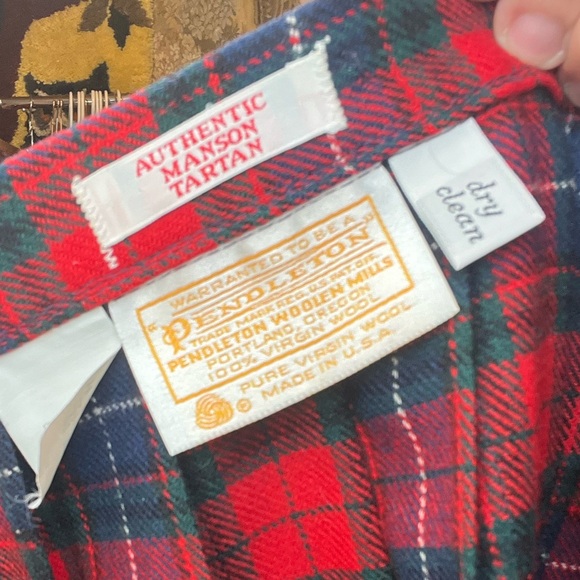 AUTHENTIC
MANSON
TARTAN
dry
clean
WARRANTED TO BE A
"PENDLETON"
TRADE MARK REG. U.S. PAT. OFF.
PENDLETON WOOLEN MILLS
PORTLAND, OREGON
100% VIRGIN WOOL
PURE VIRGIN WOOL
® MADE IN U.S.A.